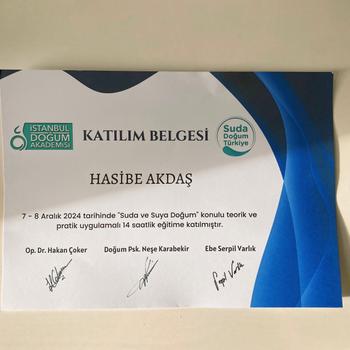 İSTANBUL
DOĞUM
AKADEMİSİ
KATILIM BELGESİ
Suda
Doğum
Türkiye
HASİBE AKDAŞ
7 - 8 Aralık 2024 tarihinde "Suda ve Suya Doğum" konulu teorik ve
pratik uygulamalı 14 saatlik eğitime katılmıştır.
Op. Dr. Hakan Çoker
Doğum Psk. Neşe Karabekir
Ebe Serpil Varlık